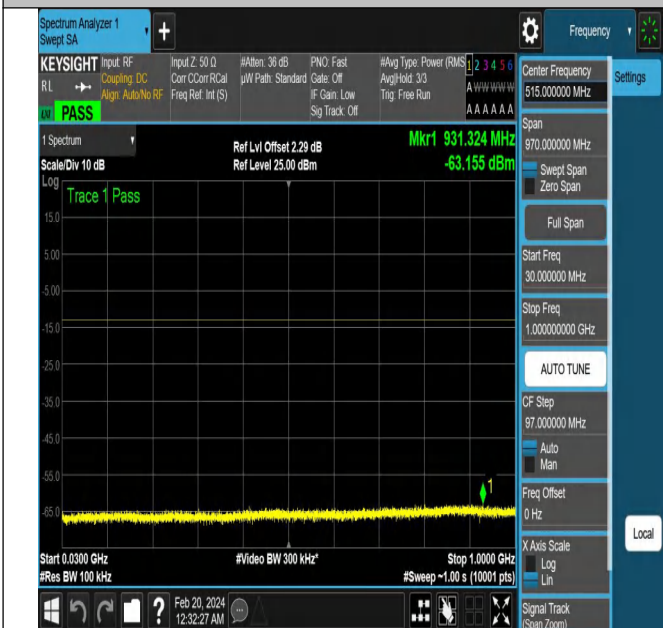 Spectrum Analyzer 1
Swept SA
Frequency
KEYSIGHT
Input: RF
Input Z: 50 Ω
#Atten: 36 dB
PNO: Fast
#Avg Type: Power (RMS
1 2 3 4 5 6
RL
Coupling: DC
Corr CCorr RCal
µW Path: Standard
Gate: Off
Avg|Hold: 3/3
A W W W W W
Align: Auto/No RF
Freq Ref: Int (S)
IF Gain: Low
Trig: Free Run
LNI PASS
Sig Track: Off
A A A A A A
1 Spectrum
Ref Lvl Offset 2.29 dB
Mkr1 931.324 MHz
Scale/Div 10 dB
Ref Level 25.00 dBm
-63.155 dBm
Log
Trace 1 Pass
15.0
5.00
-5.00
-15.0
-25.0
-35.0
-45.0
-55.0
1
-65.0
Start 0.0300 GHz
#Video BW 300 kHz*
Stop 1.0000 GHz
#Res BW 100 kHz
#Sweep ~1.00 s (10001 pts)
?
Feb 20, 2024
12:32:27 AM
Center Frequency
515.000000 MHz
Settings
Span
970.000000 MHz
Swept Span
Zero Span
Full Span
Start Freq
30.000000 MHz
Stop Freq
1.000000000 GHz
AUTO TUNE
CF Step
97.000000 MHz
Auto
Man
Freq Offset
0 Hz
Local
X Axis Scale
Log
Lin
Signal Track
(Span Zoom)